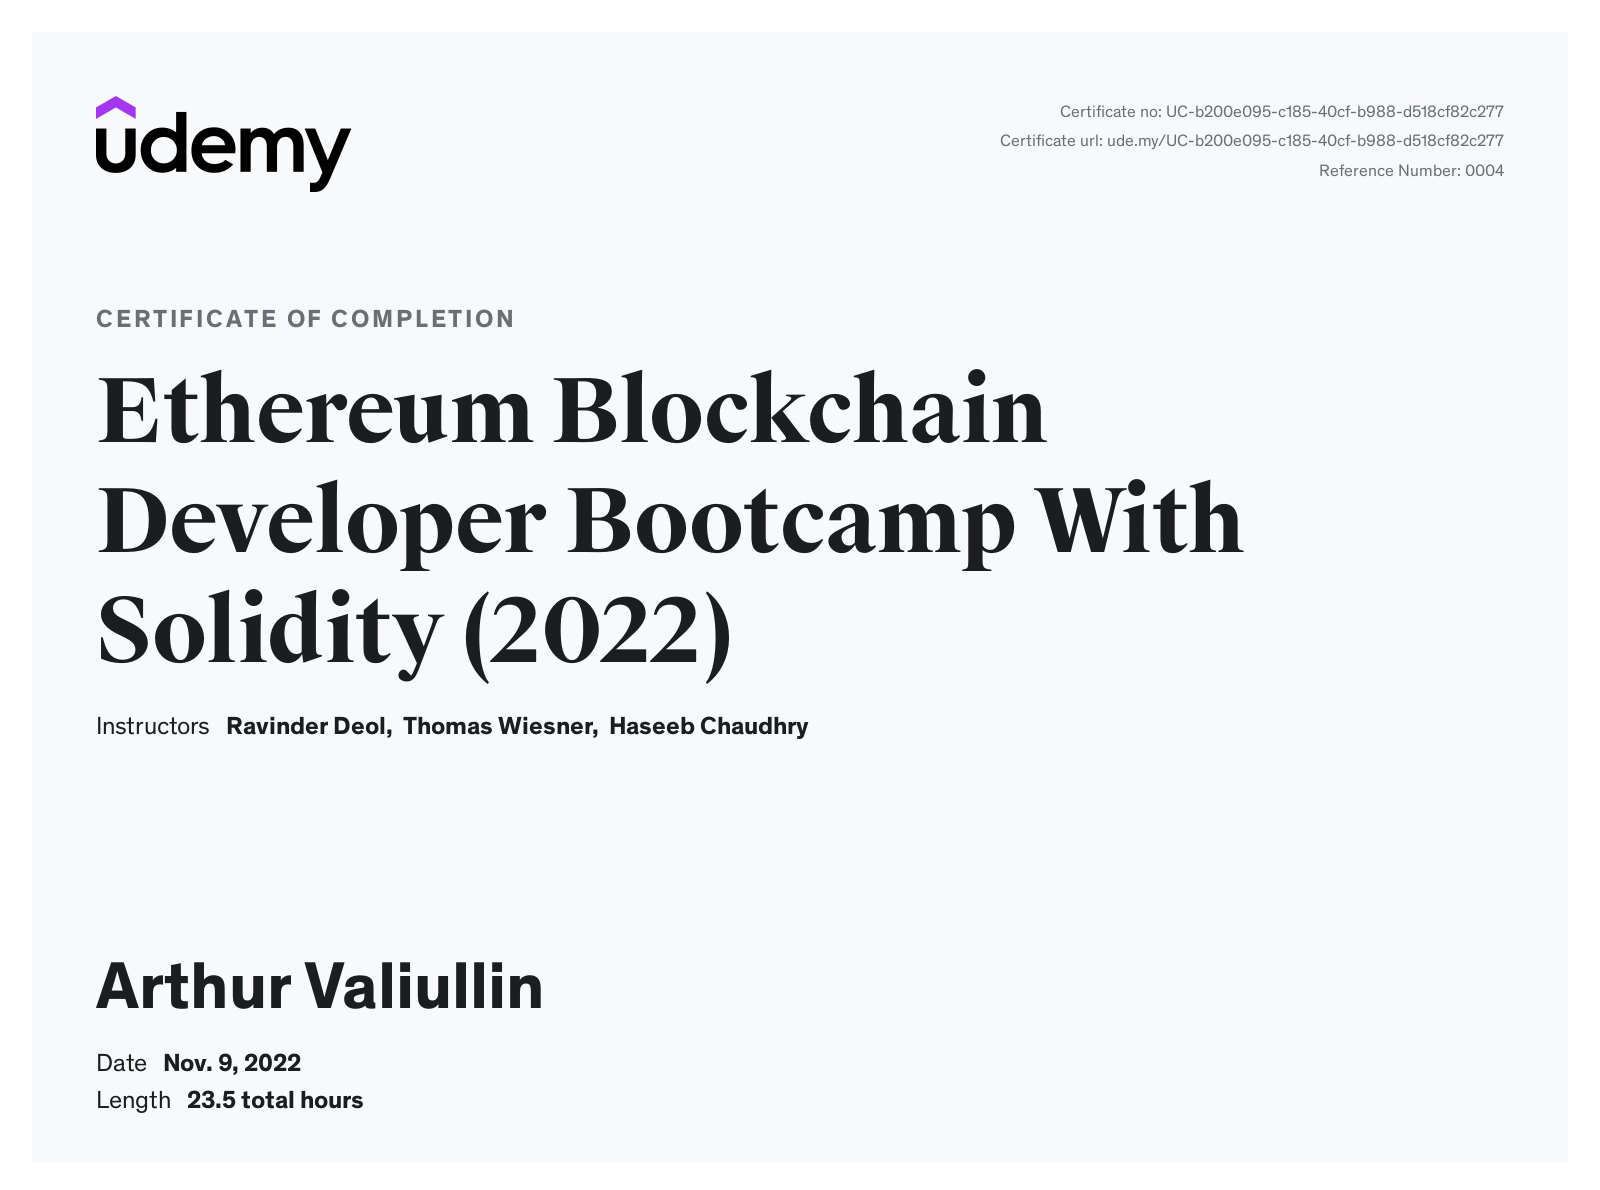 udemy
Certificate no: UC-b200e095-c185-40cf-b988-d518cf82c277
Certificate url: ude.my/UC-b200e095-c185-40cf-b988-d518cf82c277
Reference Number: 0004
CERTIFICATE OF COMPLETION
Ethereum Blockchain
Developer Bootcamp With
Solidity (2022)
Instructors Ravinder Deol, Thomas Wiesner, Haseeb Chaudhry
Arthur Valiullin
Date Nov. 9, 2022
Length 23.5 total hours